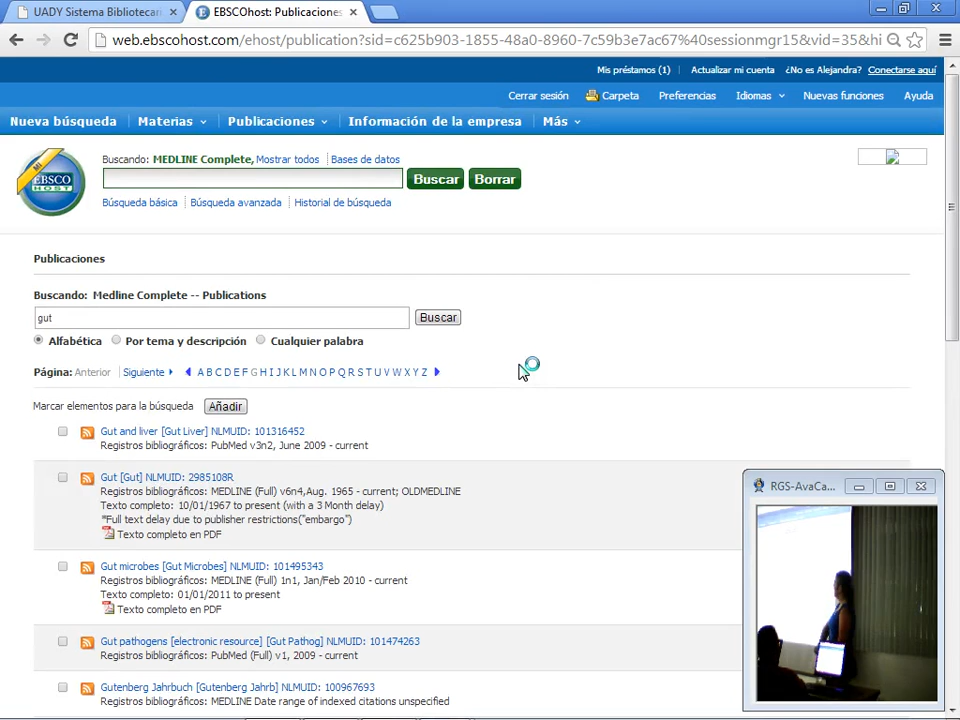 UADY Sistema Bibliotecari
EBSCOhost: Publicaciones
web.ebscohost.com/ehost/publication?sid=c625b903-1855-48a0-8960-7c59b3e7ac67%40sessionmgr15&vid=35&hi
Mis préstamos (1) Actualizar mi cuenta ¿No es Alejandra? Conectarse aquí
Cerrar sesión Carpeta Preferencias Idiomas Nuevas funciones Ayuda
Nueva búsqueda Materias Publicaciones Información de la empresa Más
MI EBSCO HOST
Buscando: MEDLINE Complete, Mostrar todos Bases de datos
Buscar Borrar
Búsqueda básica Búsqueda avanzada Historial de búsqueda
Publicaciones
Buscando: Medline Complete -- Publications
gut Buscar
Alfabética Por tema y descripción Cualquier palabra
Página: Anterior Siguiente A B C D E F G H I J K L M N O P Q R S T U V W X Y Z
Marcar elementos para la búsqueda Añadir
Gut and liver [Gut Liver] NLMUID: 101316452
Registros bibliográficos: PubMed v3n2, June 2009 - current
Gut [Gut] NLMUID: 2985108R
Registros bibliográficos: MEDLINE (Full) v6n4,Aug. 1965 - current; OLDMEDLINE
Texto completo: 10/01/1967 to present (with a 3 Month delay)
*Full text delay due to publisher restrictions("embargo")
Texto completo en PDF
Gut microbes [Gut Microbes] NLMUID: 101495343
Registros bibliográficos: MEDLINE (Full) 1n1, Jan/Feb 2010 - current
Texto completo: 01/01/2011 to present
Texto completo en PDF
Gut pathogens [electronic resource] [Gut Pathog] NLMUID: 101474263
Registros bibliográficos: PubMed (Full) v1, 2009 - current
Gutenberg Jahrbuch [Gutenberg Jahrb] NLMUID: 100967693
Registros bibliográficos: MEDLINE Date range of indexed citations unspecified
RGS-AvaCa...